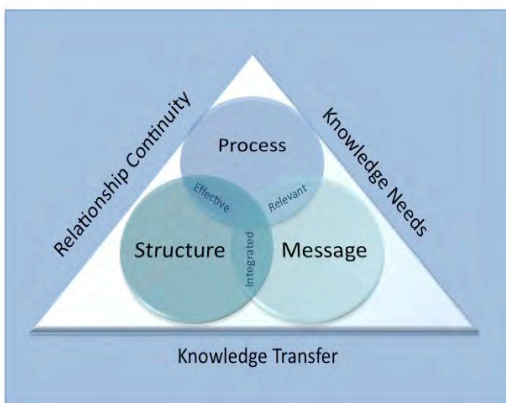 Relationship Continuity
Knowledge Needs
Process
Effective
Relevant
Structure
Integrated
Message
Knowledge Transfer